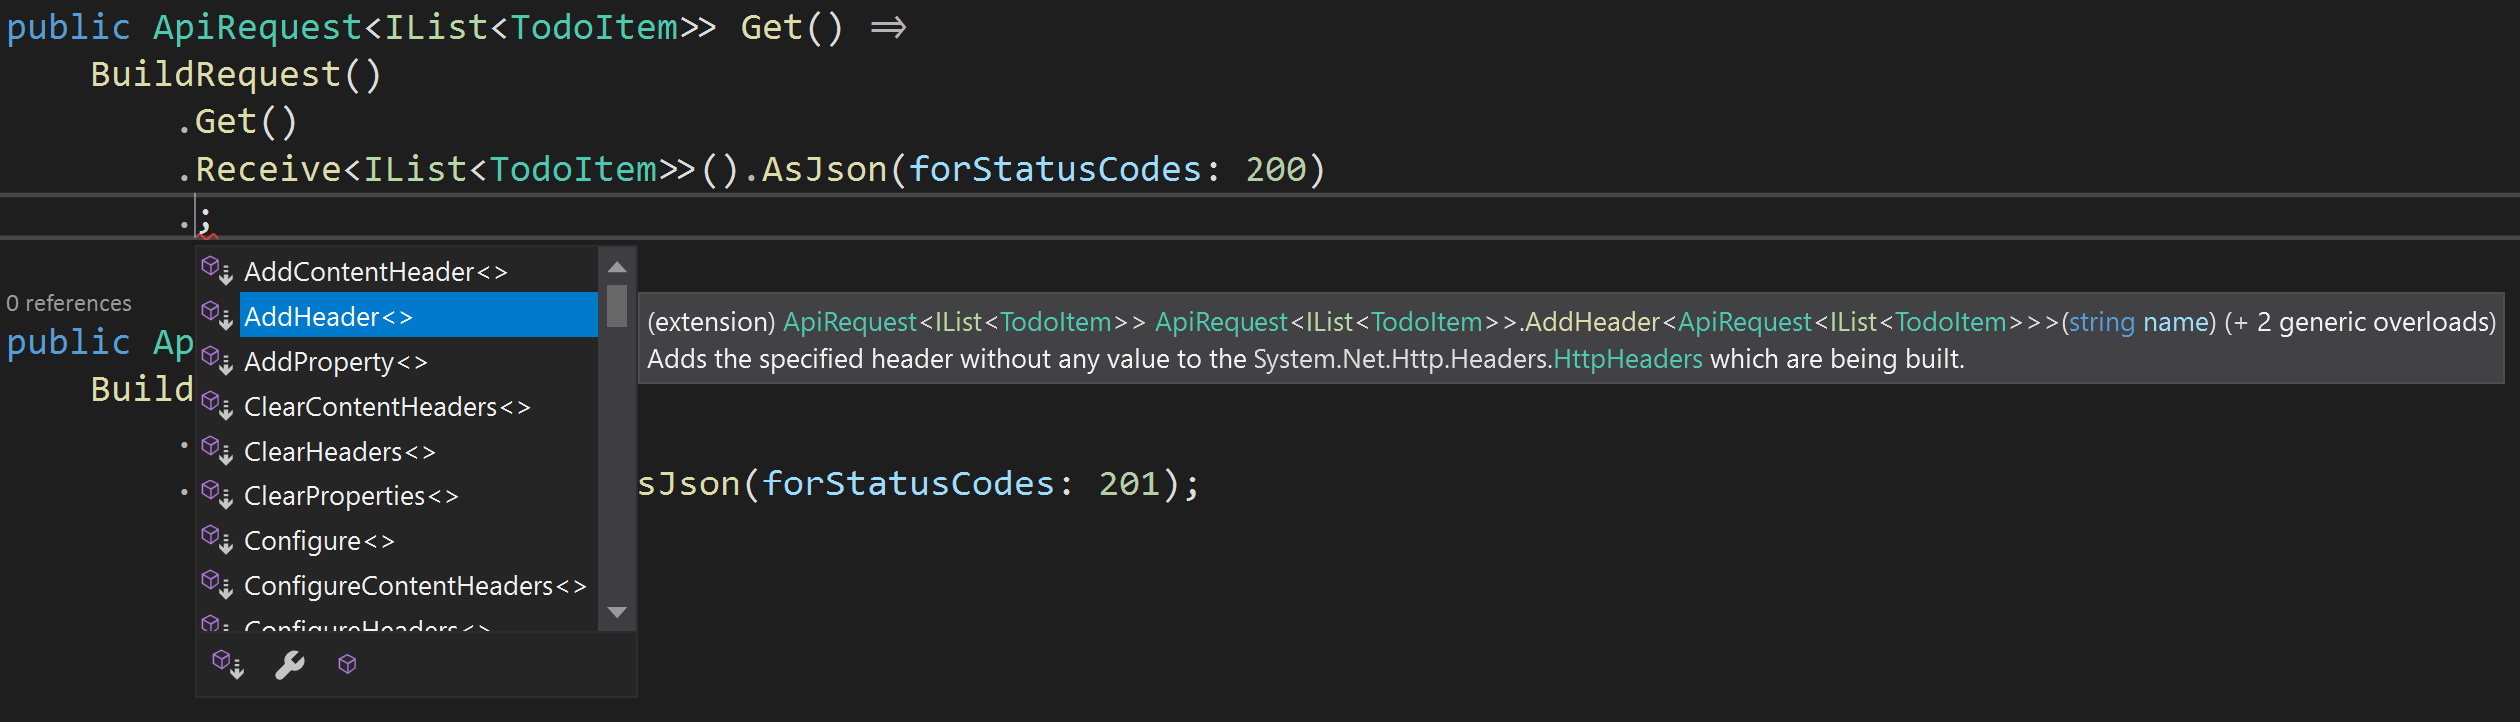 public ApiRequest<IList<TodoItem>> Get() =>
BuildRequest()
.Get()
.Receive<IList<TodoItem>>().AsJson(forStatusCodes: 200)
.;
AddContentHeader<>
0 references
AddHeader<>
(extension) ApiRequest<IList<TodoItem>> ApiRequest<IList<TodoItem>>.AddHeader<ApiRequest<IList<TodoItem>>>(string name) (+ 2 generic overloads)
Adds the specified header without any value to the System.Net.Http.Headers.HttpHeaders which are being built.
public Ap
AddProperty<>
Build
ClearContentHeaders<>
.
ClearHeaders<>
.
sJson(forStatusCodes: 201);
ClearProperties<>
Configure<>
ConfigureContentHeaders<>
ConfigureHeaders<>